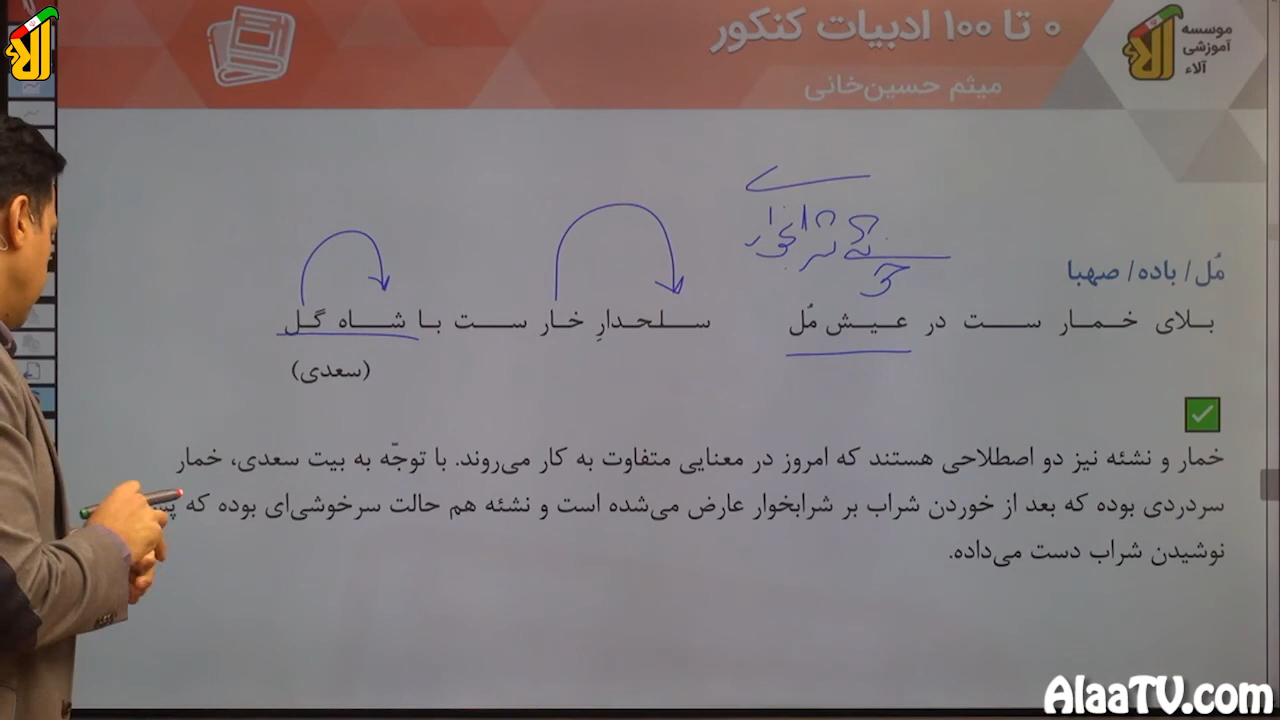 ۰ تا ۱۰۰ ادبیات کنکور
میثم حسین‌خانی
موسسه
آموزشی
آلاء
الاء
مُل / باده/ صهبا
بلای خمار ست در عیش مُل سلحدارِ خار ست با شاه گل
(سعدی)
خمار و نشئه نیز دو اصطلاحی هستند که امروز در معنایی متفاوت به کار می‌روند. با توجّه به بیت سعدی، خمار
سردردی بوده که بعد از خوردن شراب بر شرابخوار عارض می‌شده است و نشئه هم حالت سرخوشی‌ای بوده که
نوشیدن شراب دست می‌داده.
AlaaTV.com